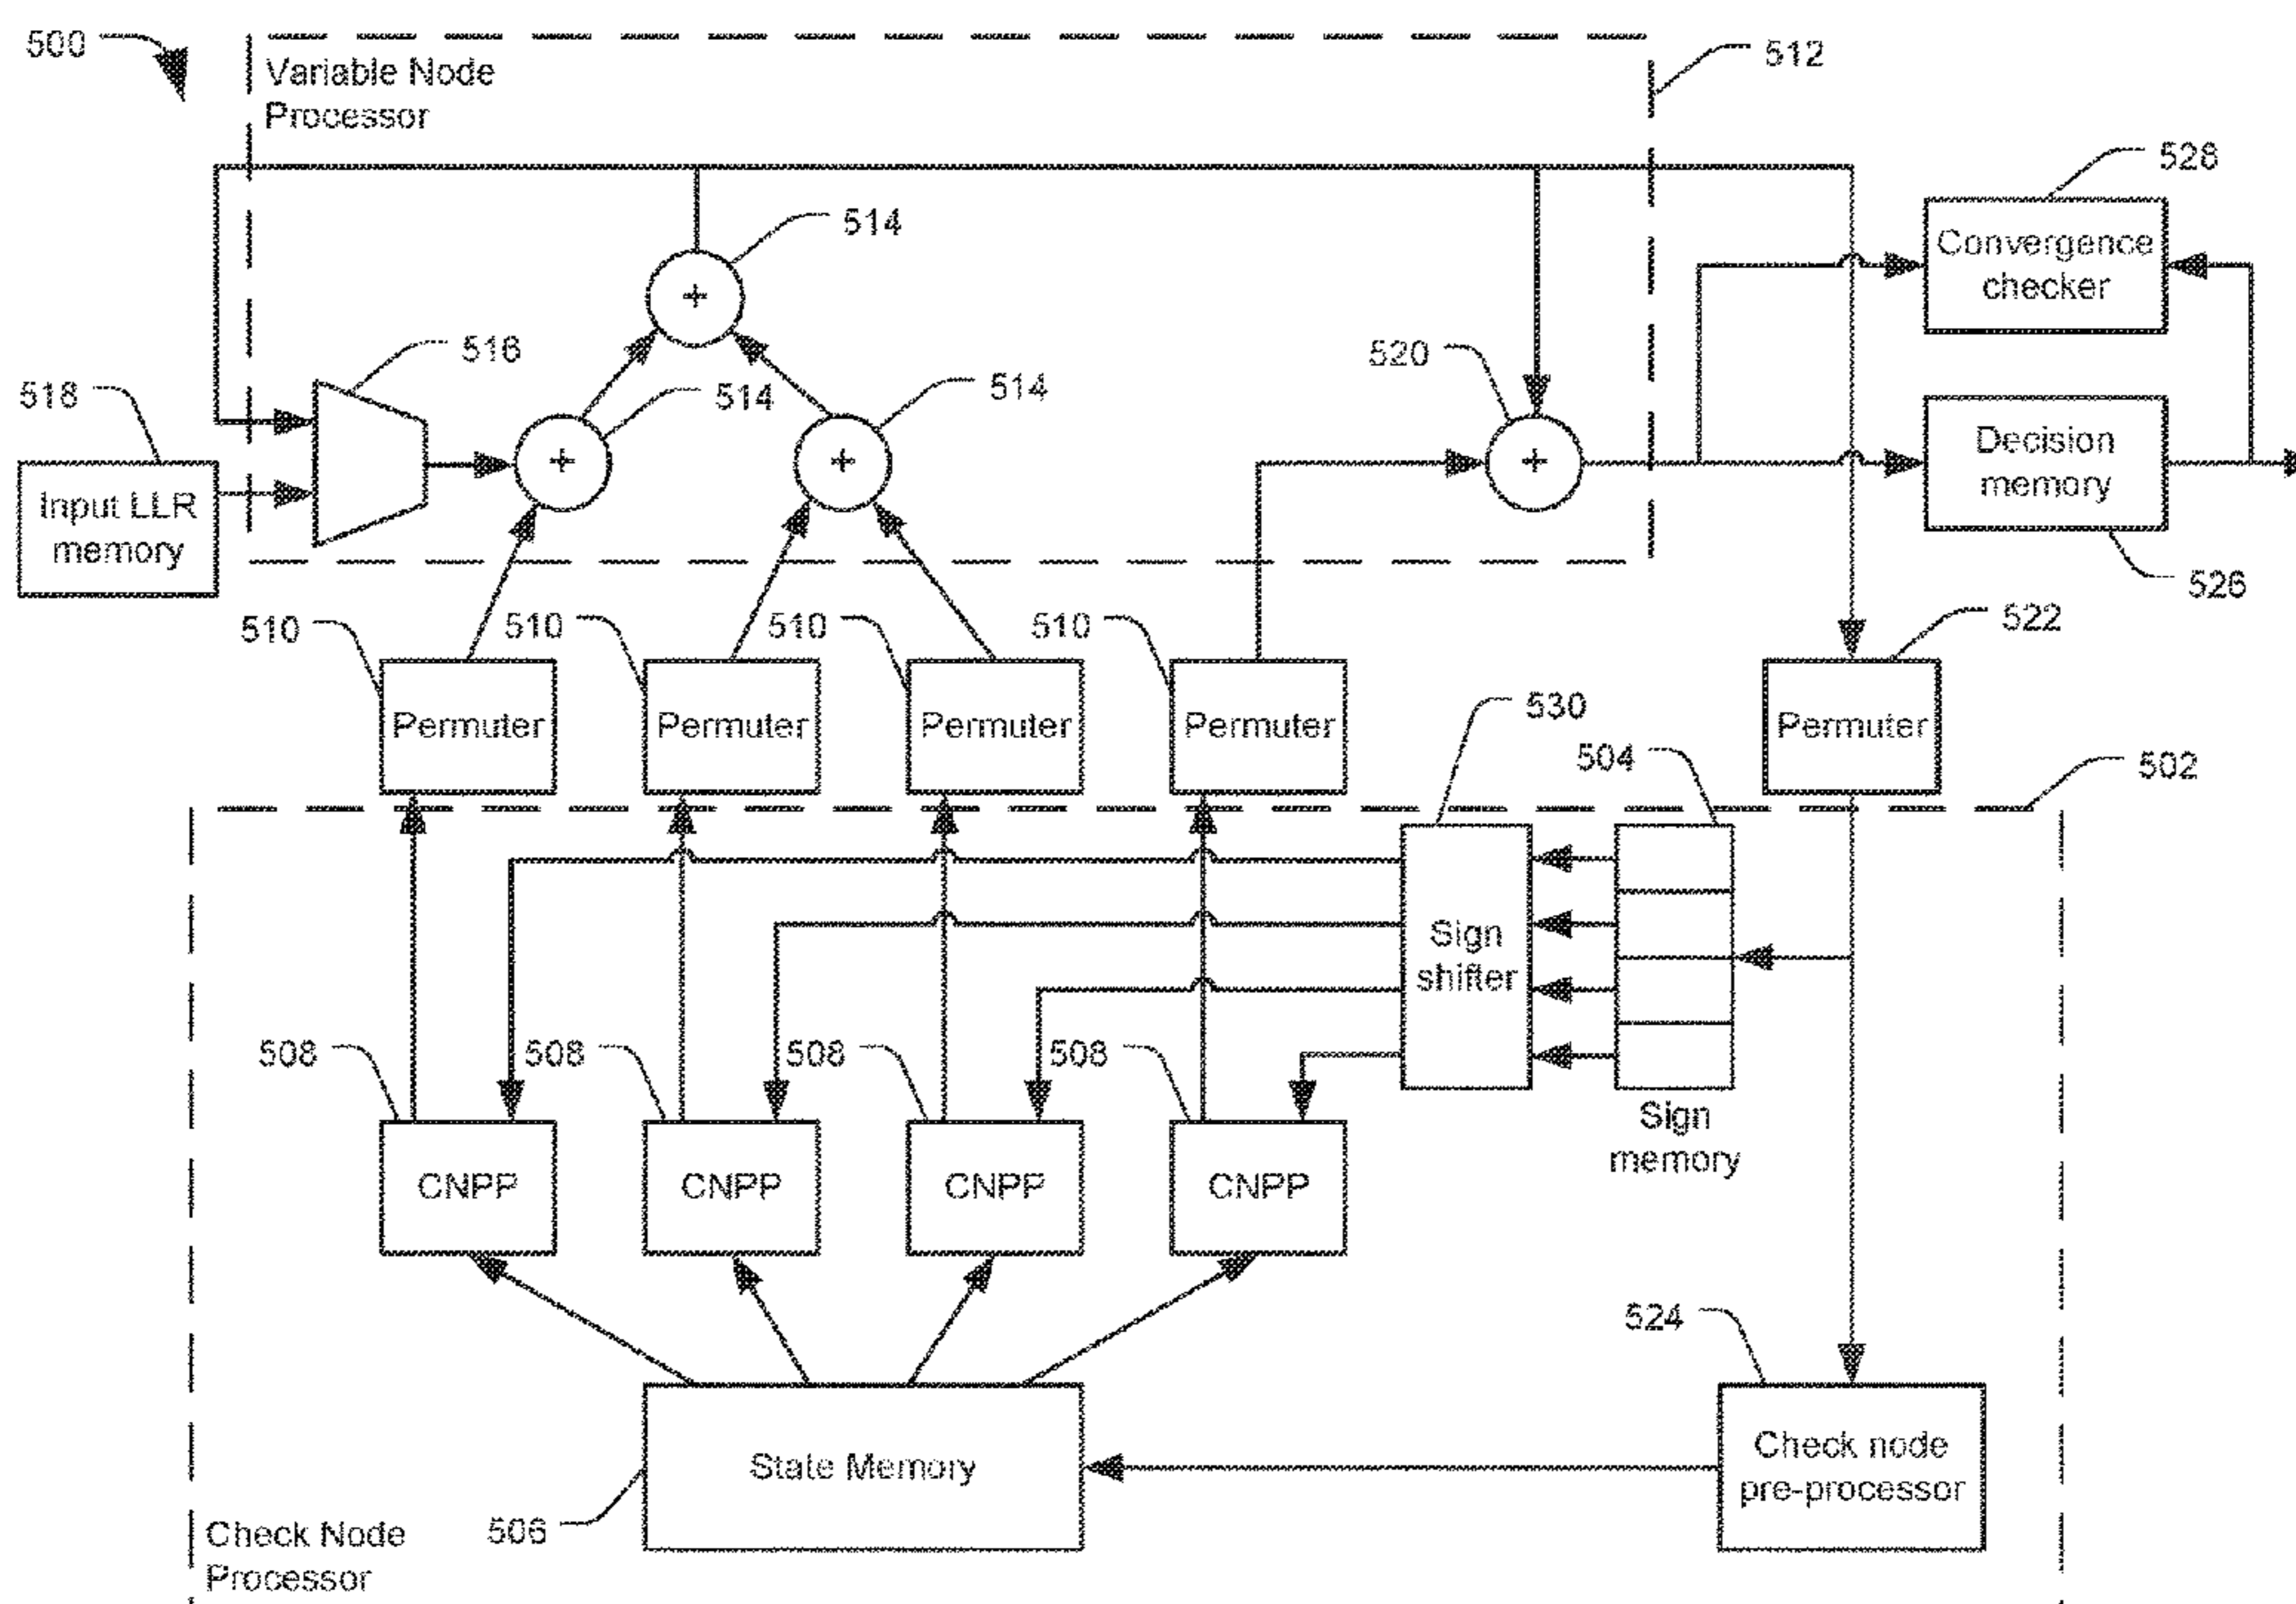 500
Variable Node
Processor
512
528
Convergence
checker
514
+
516
520
518
514
514
+
+
+
Input LLR
memory
Decision
memory
526
510
510
510
510
522
Permuter
Permuter
Permuter
Permuter
Permuter
530
504
502
Sign
shifter
508
508
508
508
Sign
memory
CNPP
CNPP
CNPP
CNPP
524
State Memory
Check node
pre-processor
506
Check Node
Processor